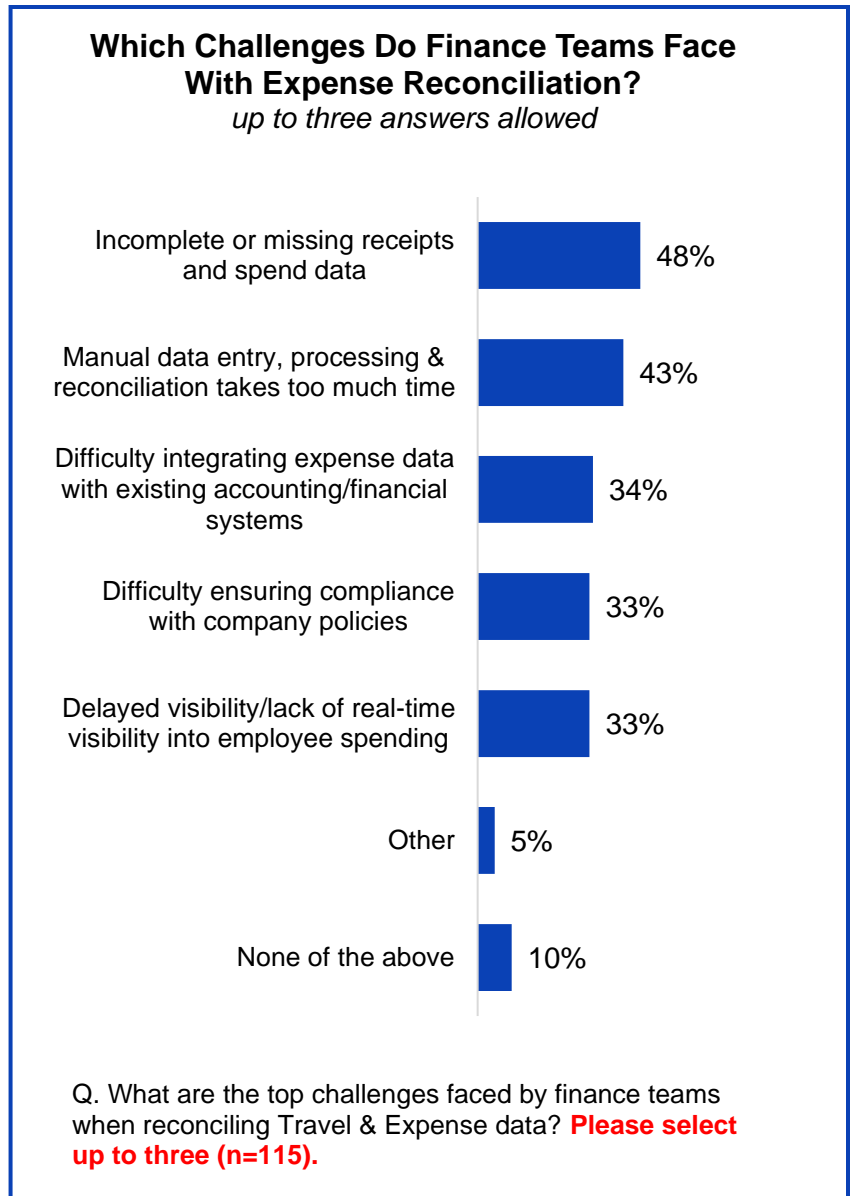 Which Challenges Do Finance Teams Face
With Expense Reconciliation?
up to three answers allowed
Incomplete or missing receipts
and spend data
48%
Manual data entry, processing &
reconciliation takes too much time
43%
Difficulty integrating expense data
with existing accounting/financial
systems
34%
Difficulty ensuring compliance
with company policies
33%
Delayed visibility/lack of real-time
visibility into employee spending
33%
Other
5%
None of the above
10%
Q. What are the top challenges faced by finance teams
when reconciling Travel & Expense data? Please select
up to three (n=115).